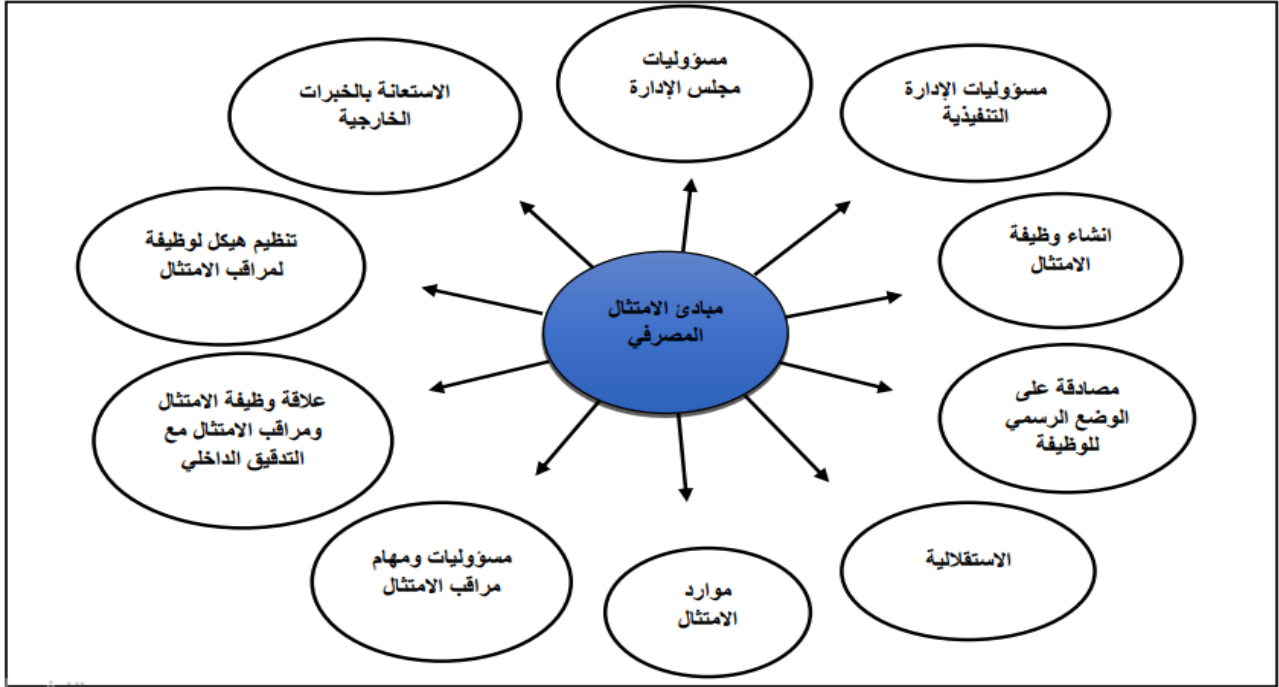 مسؤوليات
مجلس الإدارة
مسؤوليات الإدارة
التنفيذية
الاستعانة بالخبرات
الخارجية
انشاء وظيفة
الامتثال
تنظيم هيكل لوظيفة
لمراقب الامتثال
مبادئ الامتثال
المصرفي
مصادقة على
الوضع الرسمي
للوظيفة
علاقة وظيفة الامتثال
ومراقب الامتثال مع
التدقيق الداخلي
الاستقلالية
مسؤوليات ومهام
مراقب الامتثال
موارد
الامتثال